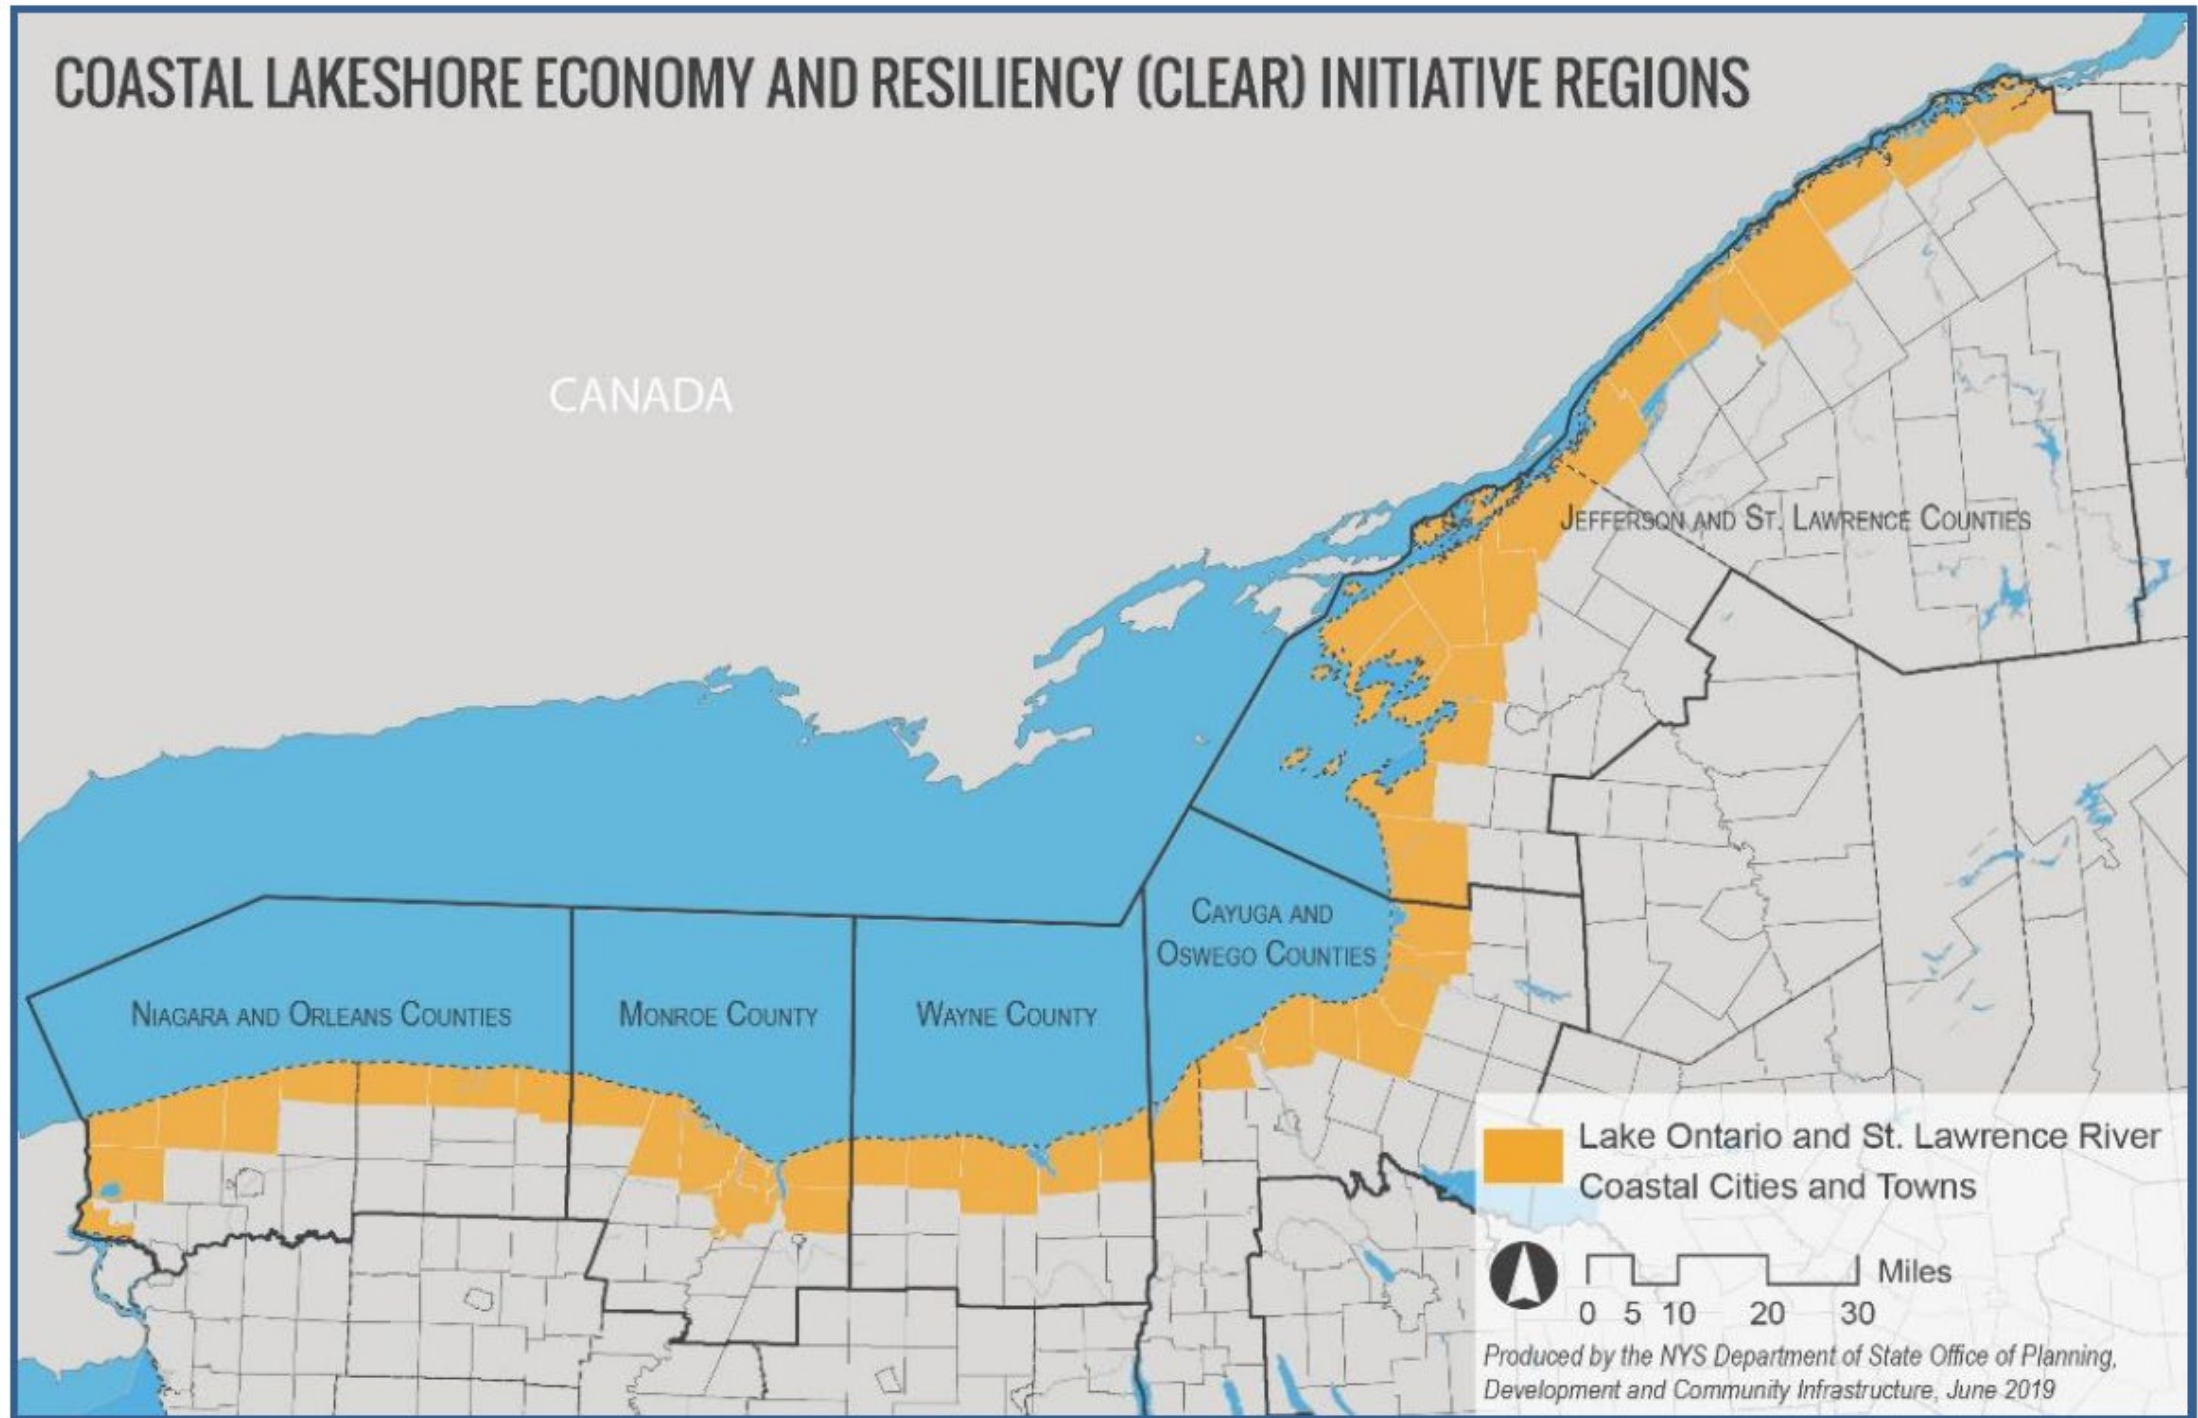 COASTAL LAKESHORE ECONOMY AND RESILIENCY (CLEAR) INITIATIVE REGIONS
CANADA
JEFFERSON AND ST. LAWRENCE COUNTIES
CAYUGA AND
OSWEGO COUNTIES
NIAGARA AND ORLEANS COUNTIES
MONROE COUNTY
WAYNE COUNTY
Lake Ontario and St. Lawrence River
Coastal Cities and Towns
Miles
0 5 10 20 30
Produced by the NYS Department of State Office of Planning,
Development and Community Infrastructure, June 2019